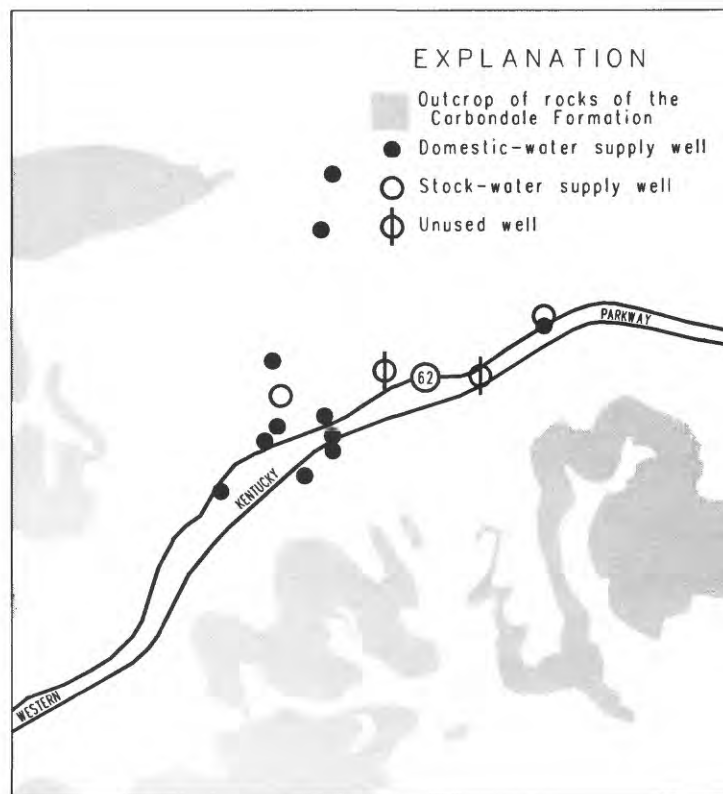 EXPLANATION
Outcrop of rocks of the
Carbondale Formation
Domestic-water supply well
Stock-water supply well
Unused well
PARKWAY
62
KENTUCKY
WESTERN